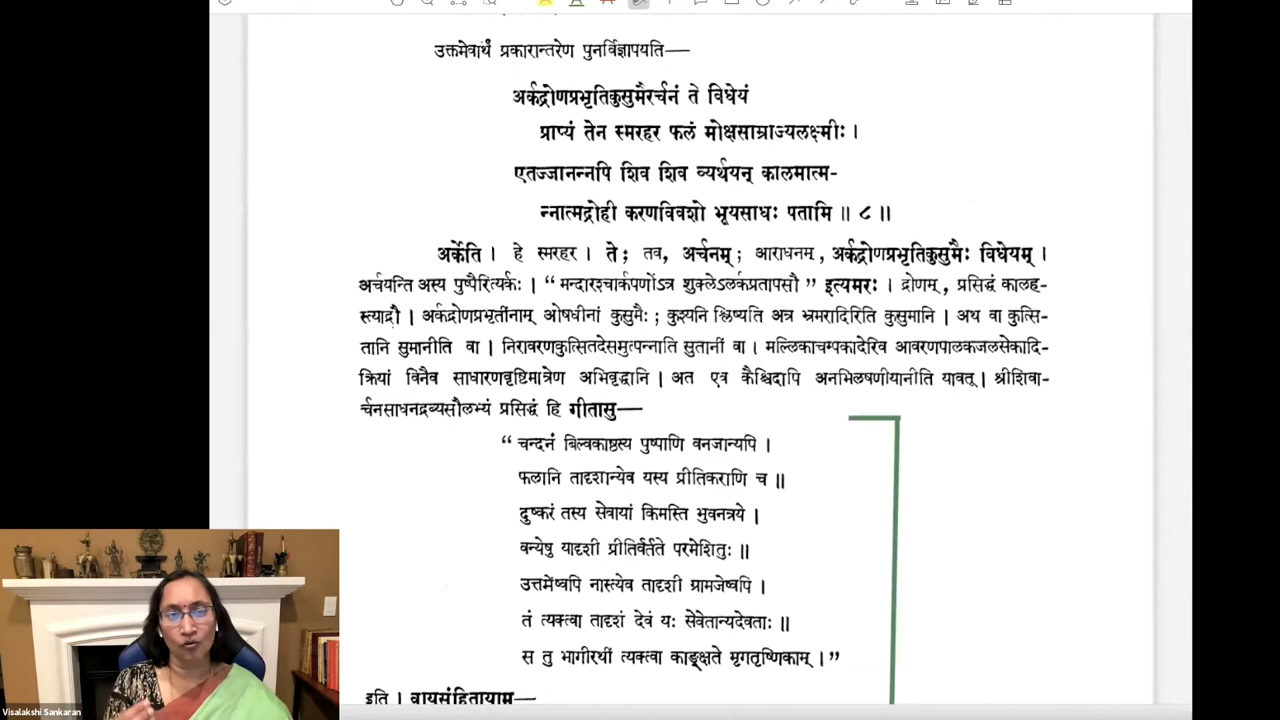 उक्तमेवार्थं प्रकारान्तरेण पुनर्विज्ञापयति—
अर्कद्रोणप्रभृतिकुसुमैरर्चनं ते विधेयं
प्राप्यं तेन स्मरहर फलं मोक्षसाम्राज्यलक्ष्मीः ।
एतज्जानन्नपि शिव शिव व्यर्थयन् कालमात्म-
न्नात्मद्रोही करणविवशो भूयसाधः पतामि ॥ ८ ॥
अर्केति । हे स्मरहर । ते ; तव, अर्चनम् ; आराधनम् , अर्कद्रोणप्रभृतिकुसुमैः विधेयम् ।
अर्चयन्ति अस्य पुष्पैरित्यर्कः । “ मन्दारश्चार्कपर्णोऽत्र शुक्लेऽलर्कप्रतापसौ ” इत्यमरः । द्रोणम् , प्रसिद्धं कालह-
स्त्याद्रौ । अर्कद्रोणप्रभृतीनाम् ओषधीनां कुसुमैः ; कुश्यनि श्लिष्यति अत्र भ्रमरादिरिति कुसुमानि । अथ वा कुत्सि-
तानि सुमानीति वा । निरावरणकुत्सितदेसमुत्पन्नाति सुतानीं वा । मल्लिकाचम्पकादेरिव आवरणपालकजलसेकादि-
क्रियां विनैव साधारणवृष्टिमात्रेण अभिवृद्धानि । अत एत्र कैश्चिदापि अनभिलषणीयानीति यावतू । श्रीशिवा-
र्चनसाधनद्रव्यसौलभ्यं प्रसिद्धं हि गीतासु—
“ चन्दनं बिल्वकाष्ठस्य पुष्पाणि वनजान्यपि ।
फलानि तादृशान्येव यस्य प्रीतिकराणि च ॥
दुष्करं तस्य सेवायां किमस्ति भुवनत्रये ।
वन्येषु यादृशी प्रीतिर्वर्तते परमेशितुः ॥
उत्तमेष्वपि नास्त्येव तादृशी ग्रामजेष्वपि ।
तं त्यक्त्वा तादृशं देवं यः सेवेतान्यदेवताः ॥
स तु भागीरथीं त्यक्त्वा काङ्क्षते मृगतृष्णिकाम् । ”
इति । वायसंहितायाम—
Visalakshi Sankaran